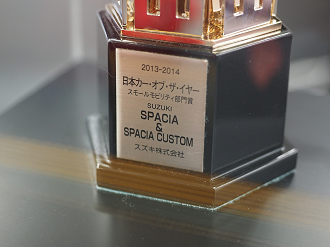 2013-2014
日本カー・オブ・ザ・イヤー
スモールモビリティ部門賞
SUZUKI
SPACIA
&
SPACIA CUSTOM
スズキ株式会社